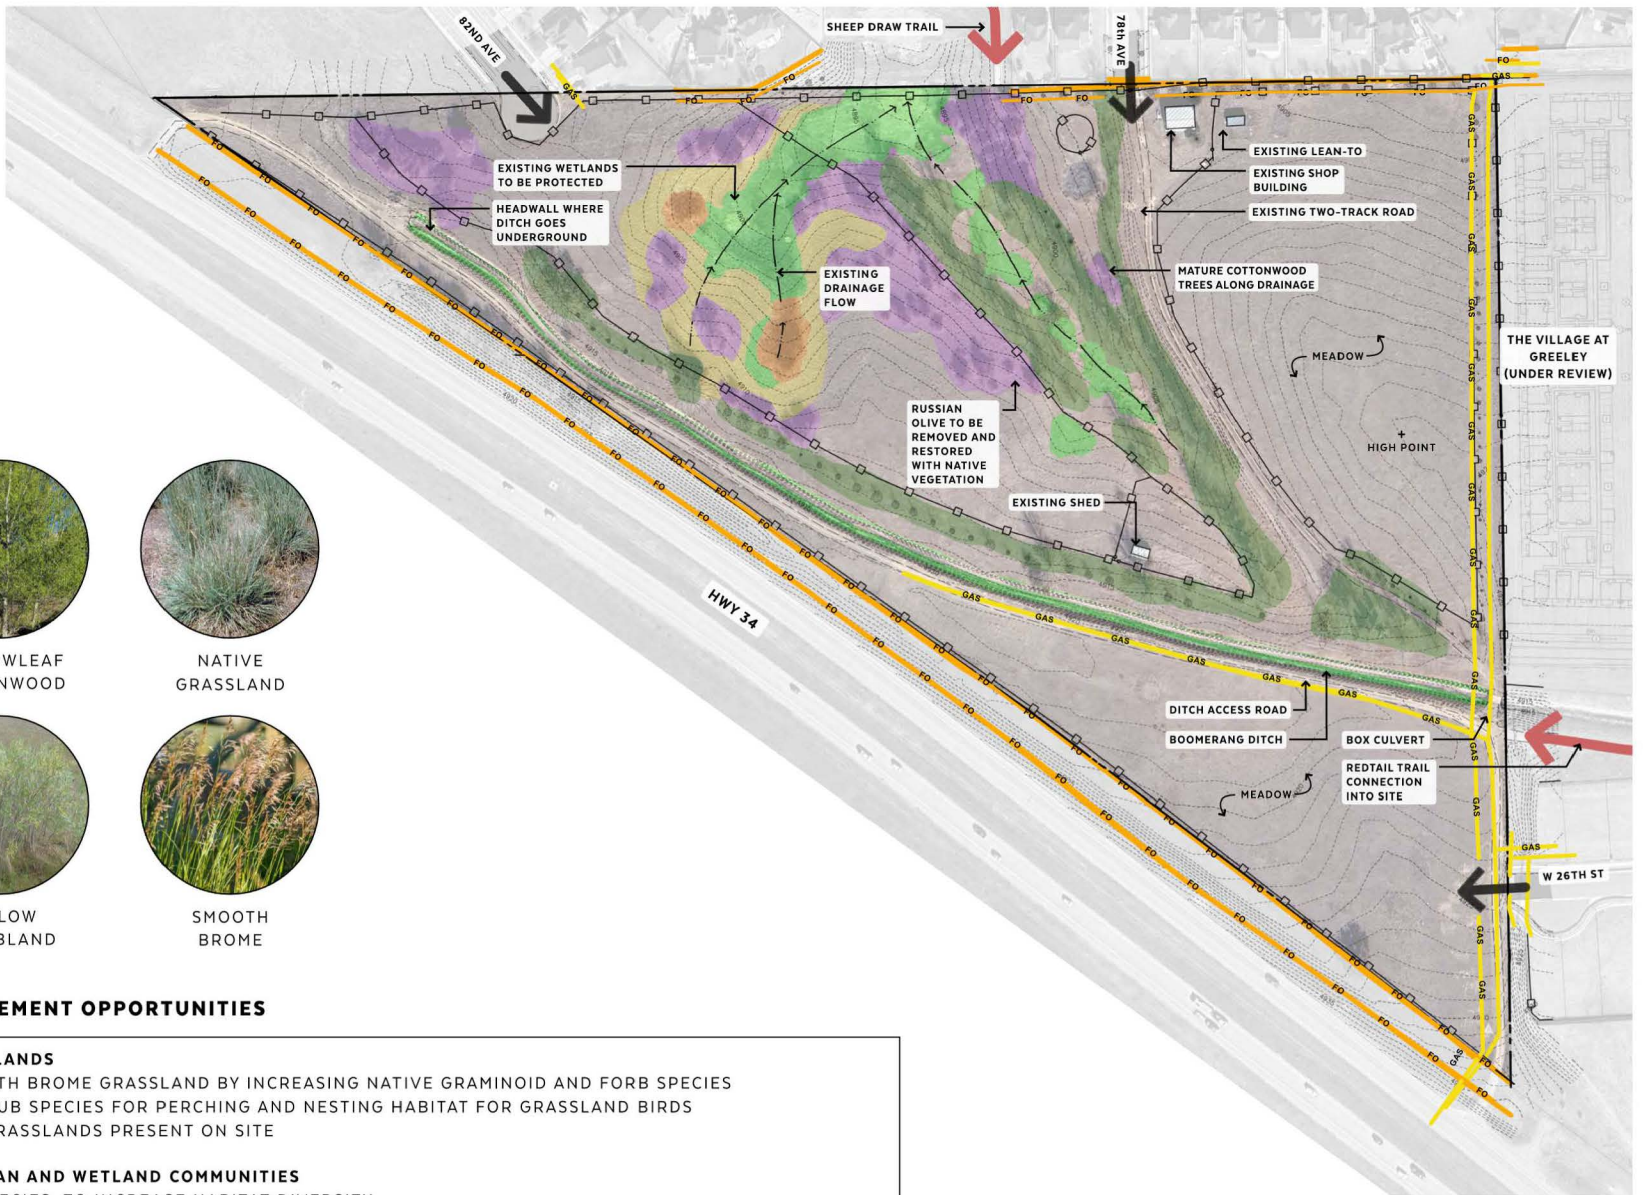 82ND AVE
SHEEP DRAW TRAIL
78th AVE
FO
GAS
EXISTING WETLANDS
TO BE PROTECTED
HEADWALL WHERE
DITCH GOES
UNDERGROUND
EXISTING
DRAINAGE
FLOW
EXISTING LEAN-TO
EXISTING SHOP
BUILDING
EXISTING TWO-TRACK ROAD
MATURE COTTONWOOD
TREES ALONG DRAINAGE
THE VILLAGE AT
GREELEY
(UNDER REVIEW)
MEADOW
HIGH POINT
RUSSIAN
OLIVE TO BE
REMOVED AND
RESTORED
WITH NATIVE
VEGETATION
EXISTING SHED
HWY 34
DITCH ACCESS ROAD
BOOMERANG DITCH
BOX CULVERT
REDTAIL TRAIL
CONNECTION
INTO SITE
MEADOW
W 26TH ST
WLEAF
NWOOD
NATIVE
GRASSLAND
LOW
BLAND
SMOOTH
BROME
EMENT OPPORTUNITIES
LANDS
TH BROME GRASSLAND BY INCREASING NATIVE GRAMINOID AND FORB SPECIES
UB SPECIES FOR PERCHING AND NESTING HABITAT FOR GRASSLAND BIRDS
RASSLANDS PRESENT ON SITE
AN AND WETLAND COMMUNITIES